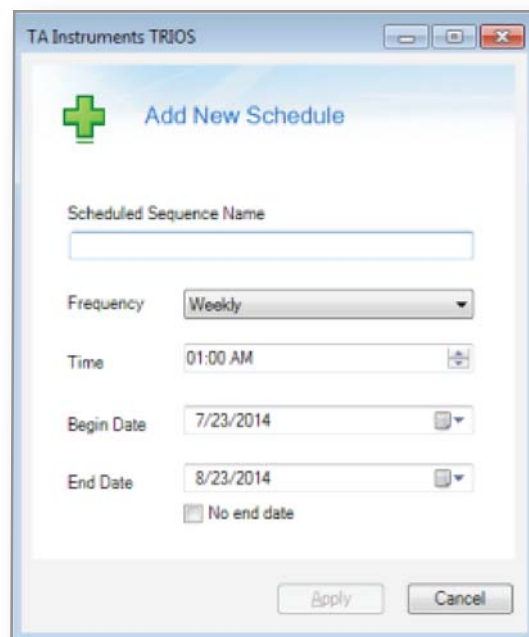 TA Instruments TRIOS
Add New Schedule
Scheduled Sequence Name
Frequency Weekly
Time 01:00 AM
Begin Date 7/23/2014
End Date 8/23/2014
No end date
Apply Cancel